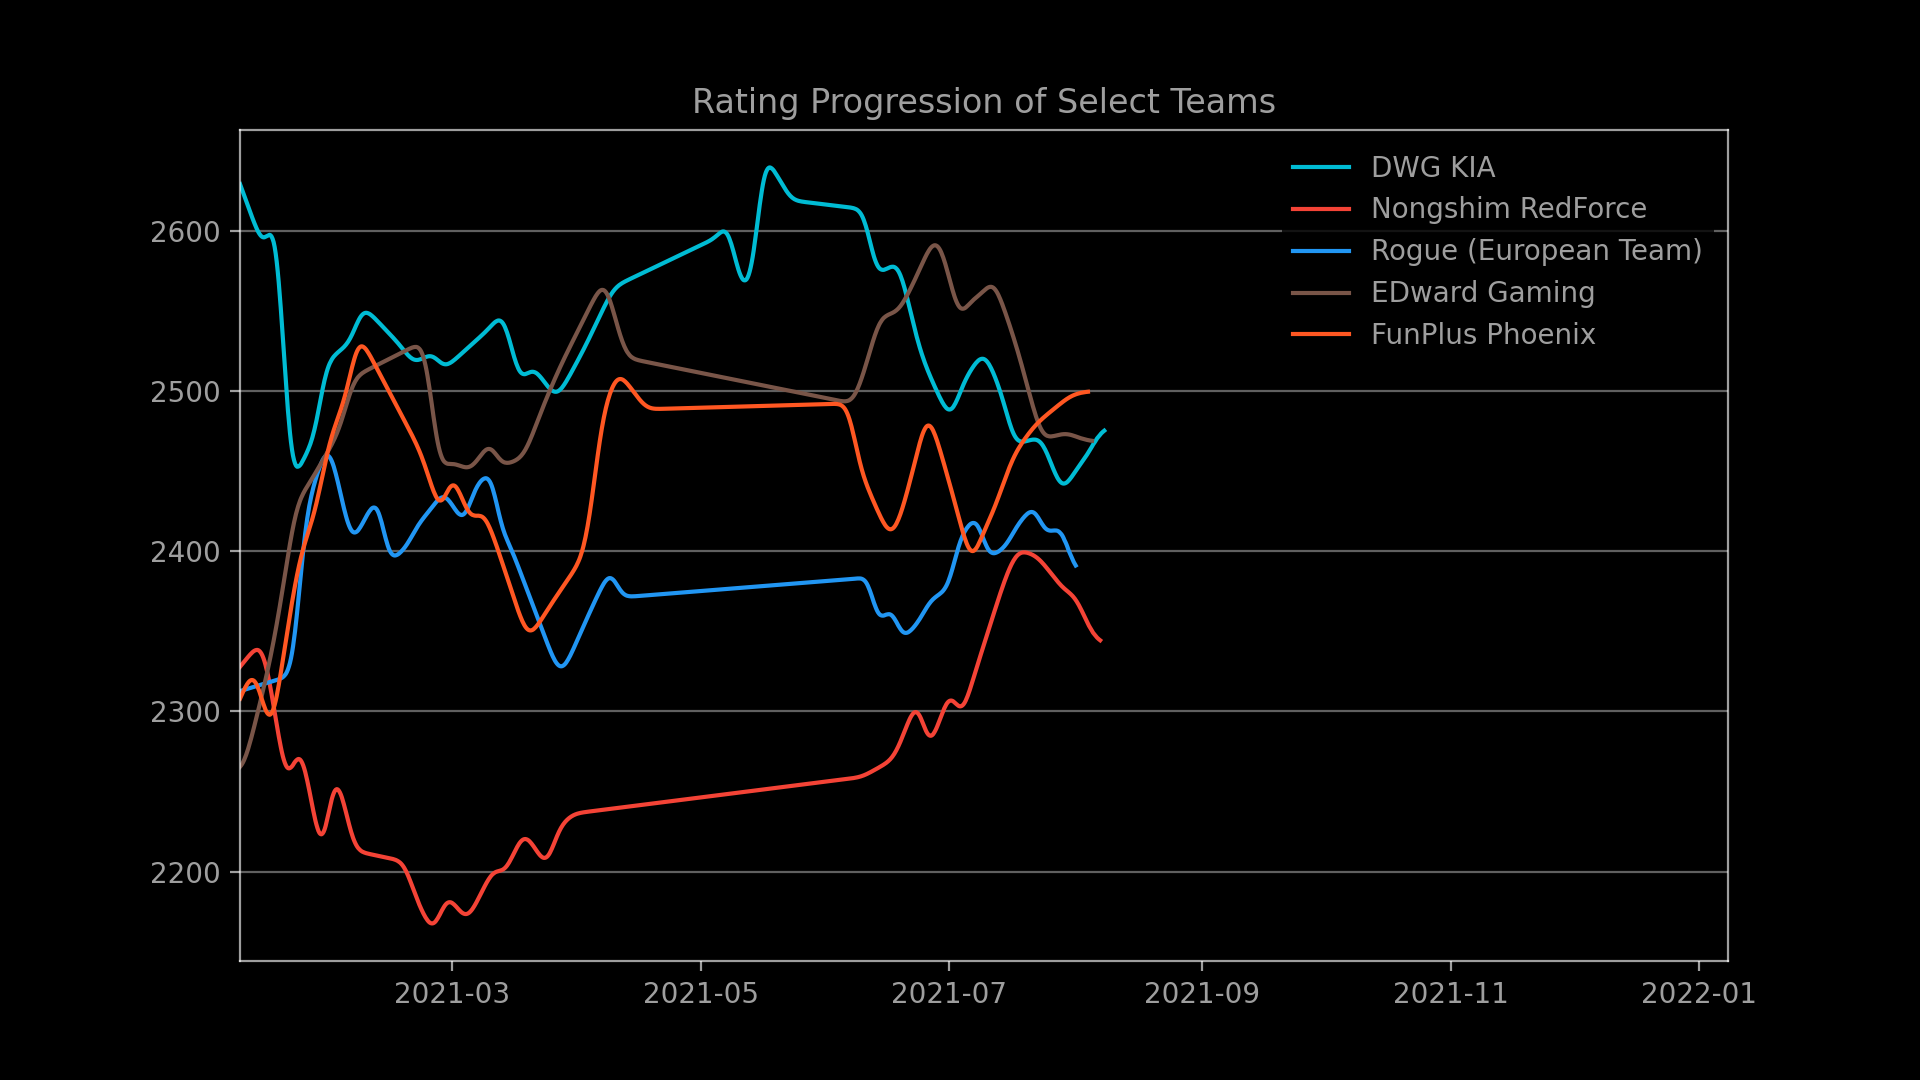 Rating Progression of Select Teams
DWG KIA
Nongshim RedForce
Rogue (European Team)
EDward Gaming
FunPlus Phoenix
2600
2500
2400
2300
2200
2021-03 2021-05 2021-07 2021-09 2021-11 2022-01